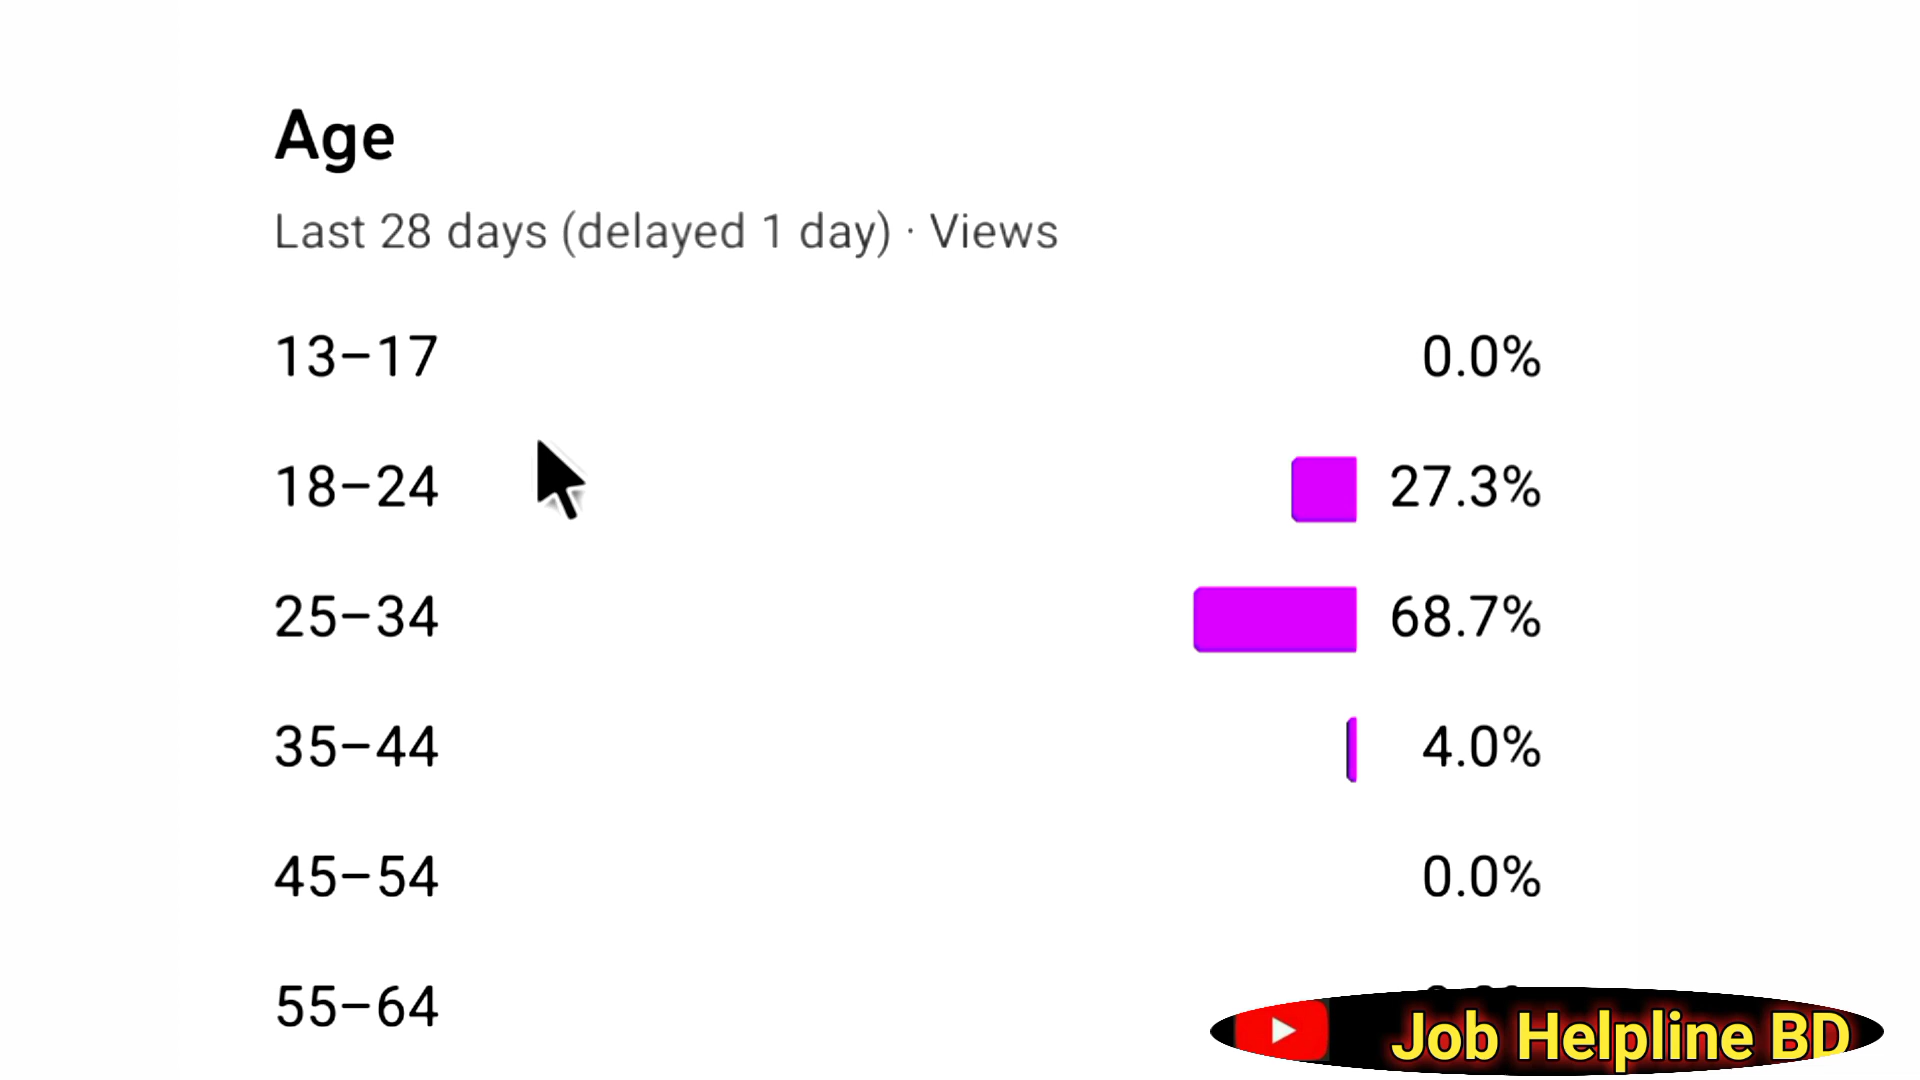 Age
Last 28 days (delayed 1 day) · Views
13–17 0.0%
18–24 27.3%
25–34 68.7%
35–44 4.0%
45–54 0.0%
55–64
Job Helpline BD